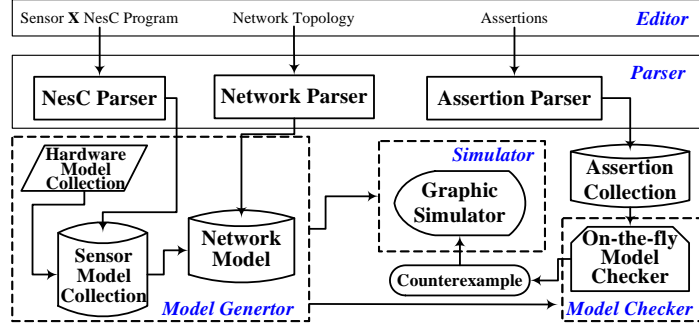 Sensor X NesC Program
Network Topology
Assertions
Editor
Parser
NesC Parser
Network Parser
Assertion Parser
Hardware
Model
Collection
Simulator
Graphic
Simulator
Assertion
Collection
Sensor
Model
Collection
Network
Model
On-the-fly
Model
Checker
Counterexample
Model Genertor
Model Checker